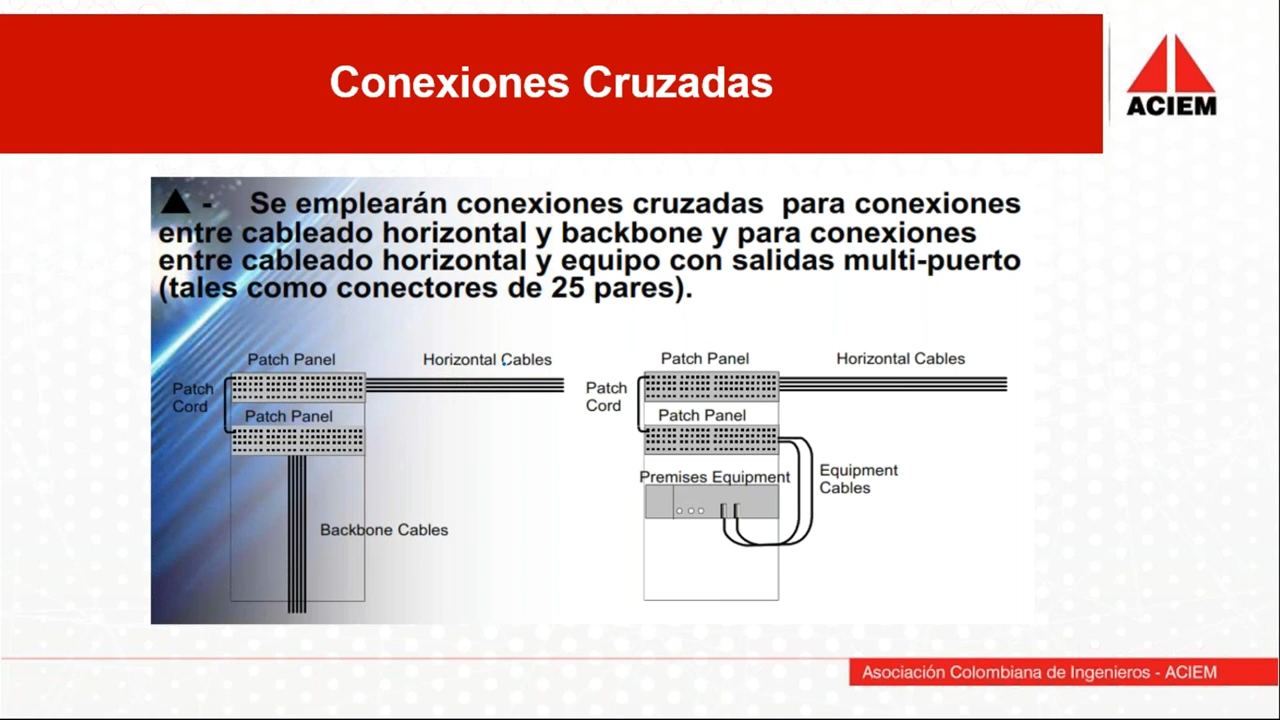 Conexiones Cruzadas
ACIEM
▲ - Se emplearán conexiones cruzadas para conexiones
entre cableado horizontal y backbone y para conexiones
entre cableado horizontal y equipo con salidas multi-puerto
(tales como conectores de 25 pares).
Patch Panel
Horizontal Cables
Patch
Cord
Patch Panel
Backbone Cables
Patch Panel
Horizontal Cables
Patch
Cord
Patch Panel
Premises Equipment
Equipment
Cables
Asociación Colombiana de Ingenieros - ACIEM